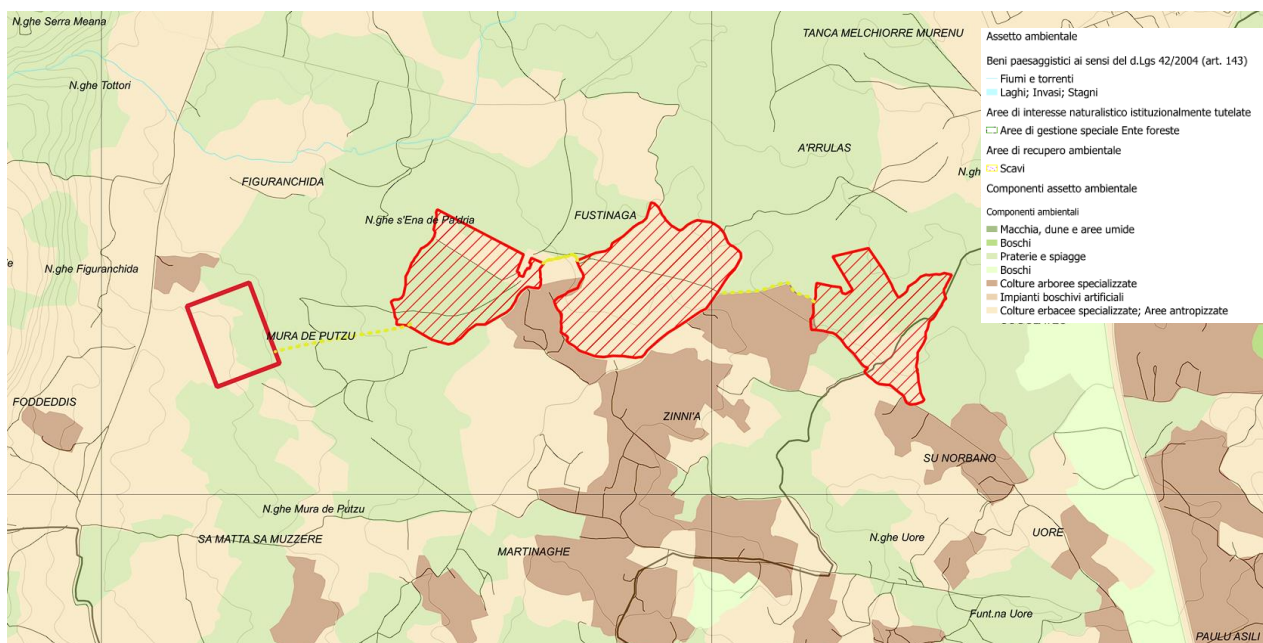 N.ghe Serra Meana
TANCA MELCHIORRE MURENU
N.ghe Tottori
A'RRULAS
FIGURANCHIDA
N.gh
N.ghe s'Ena de Pa'dria
FUSTINAGA
N.ghe Figuranchida
MURA DE PUTZU
FODDEDDIS
ZINNI'A
SU NORBANO
N.ghe Mura de Putzu
SA MATTA SA MUZZERE
MARTINAGHE
N.ghe Uore
UORE
Funt.na Uore
PAULU ASILI
Assetto ambientale
Beni paesaggistici ai sensi del d.Lgs 42/2004 (art. 143)
Fiumi e torrenti
Laghi; Invasi; Stagni
Aree di interesse naturalistico istituzionalmente tutelate
Aree di gestione speciale Ente foreste
Aree di recupero ambientale
Scavi
Componenti assetto ambientale
Componenti ambientali
Macchia, dune e aree umide
Boschi
Praterie e spiagge
Boschi
Colture arboree specializzate
Impianti boschivi artificiali
Colture erbacee specializzate; Aree antropizzate